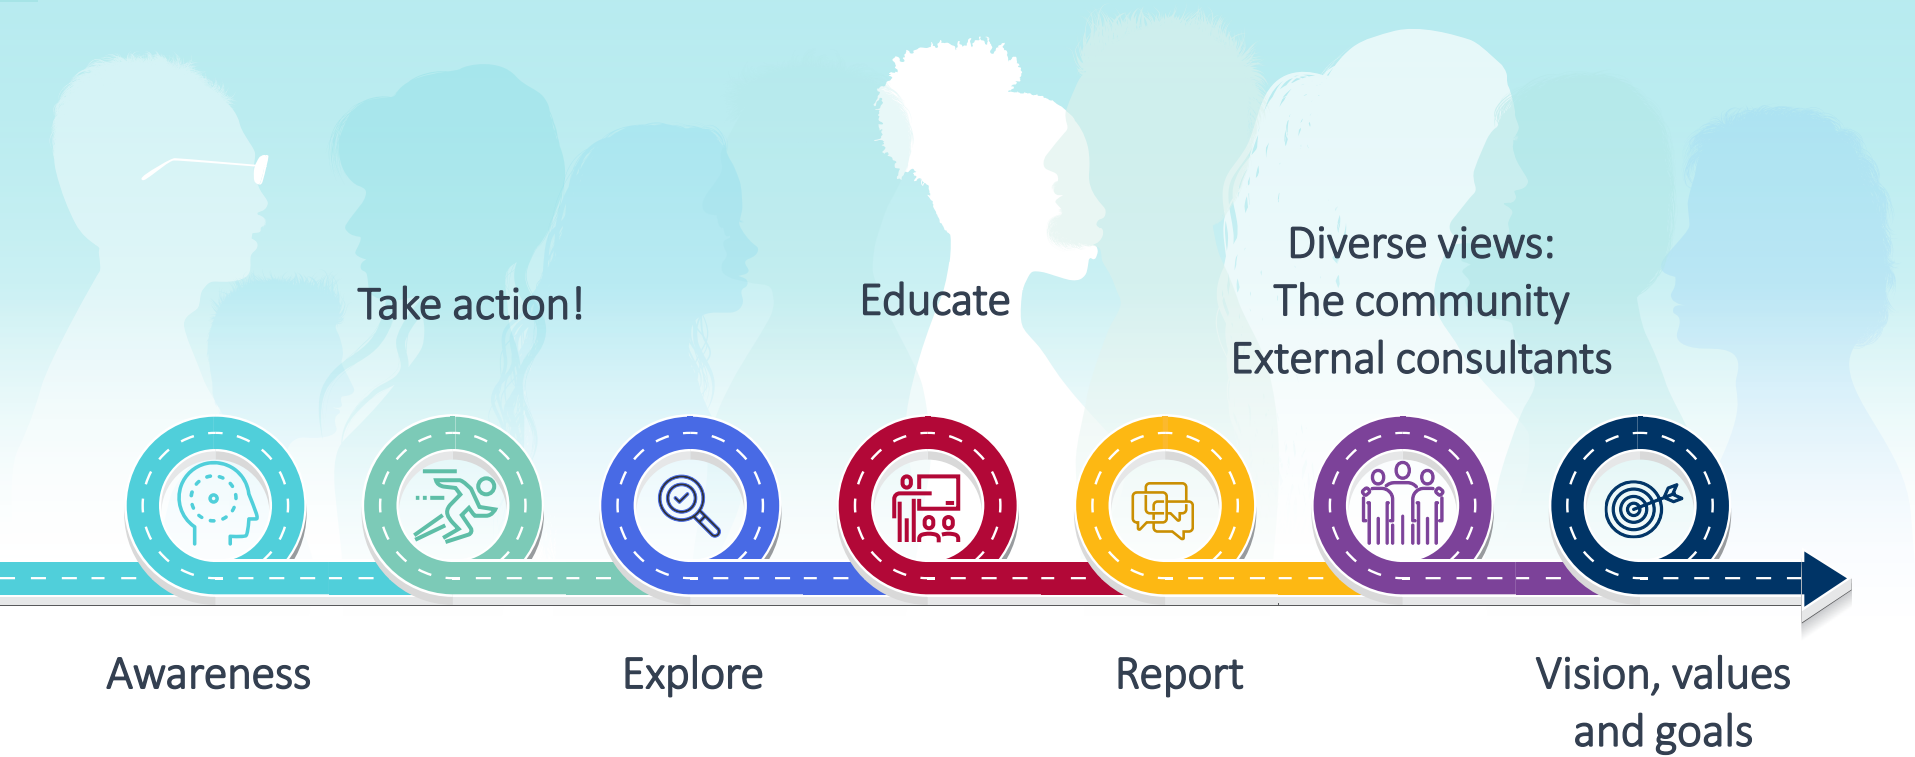 Take action!
Educate
Diverse views:
The community
External consultants
Awareness
Explore
Report
Vision, values
and goals